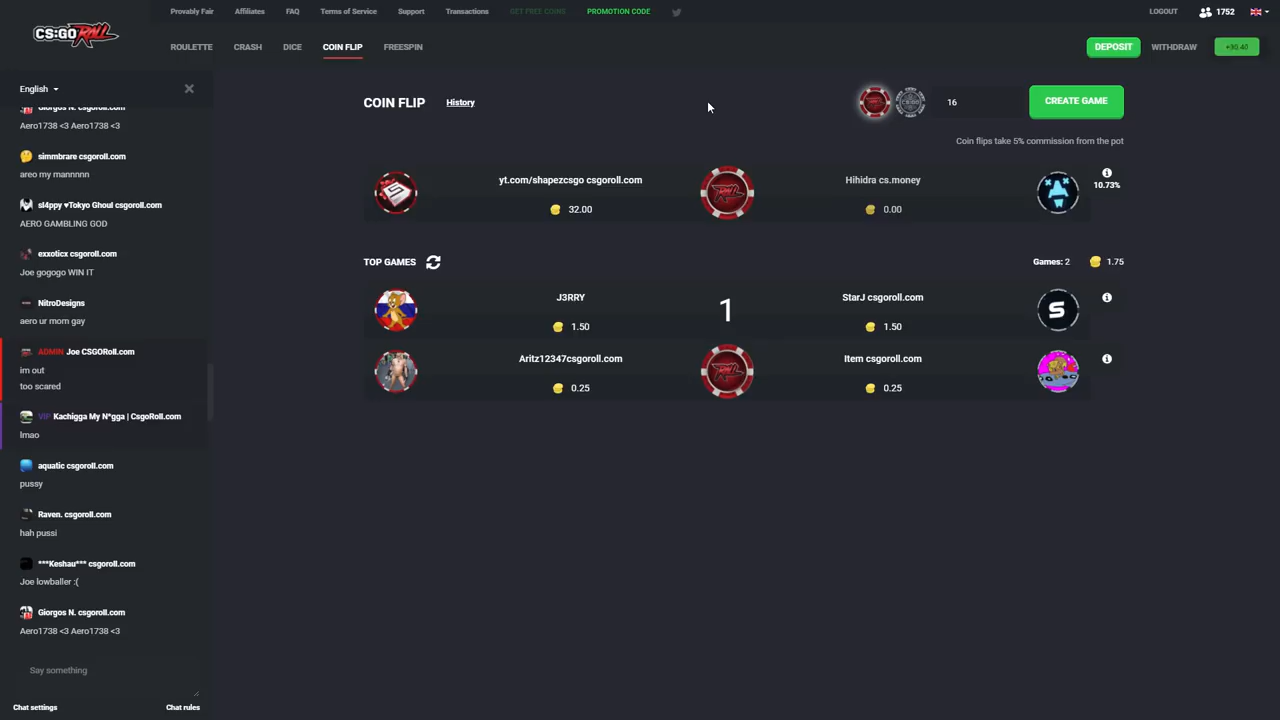 Provably Fair Affiliates FAQ Terms of Service Support Transactions GET FREE COINS PROMOTION CODE LOGOUT 1752
CS:GO ROLL
ROULETTE CRASH DICE COIN FLIP FREESPIN DEPOSIT WITHDRAW +30.40
English
Giorgos N. csgoroll.com
Aero1738 <3 Aero1738 <3
simmbrare csgoroll.com
areo my mannnnn
sl4ppy ♥Tokyo Ghoul csgoroll.com
AERO GAMBLING GOD
exxoticx csgoroll.com
Joe gogogo WIN IT
NitroDesigns
aero ur mom gay
ADMIN Joe CSGORoll.com
im out
too scared
VIP Kachigga My N*gga | CsgoRoll.com
lmao
aquatic csgoroll.com
pussy
Raven. csgoroll.com
hah pussi
***Keshau*** csgoroll.com
Joe lowballer :(
Giorgos N. csgoroll.com
Aero1738 <3 Aero1738 <3
Say something
Chat settings Chat rules
COIN FLIP History 16 CREATE GAME
Coin flips take 5% commission from the pot
yt.com/shapezcsgo csgoroll.com ROLL Hihidra cs.money
32.00 0.00 10.73%
TOP GAMES Games: 2 1.75
J3RRY 1 StarJ csgoroll.com
1.50 1.50
Aritz12347csgoroll.com ROLL Item csgoroll.com
0.25 0.25